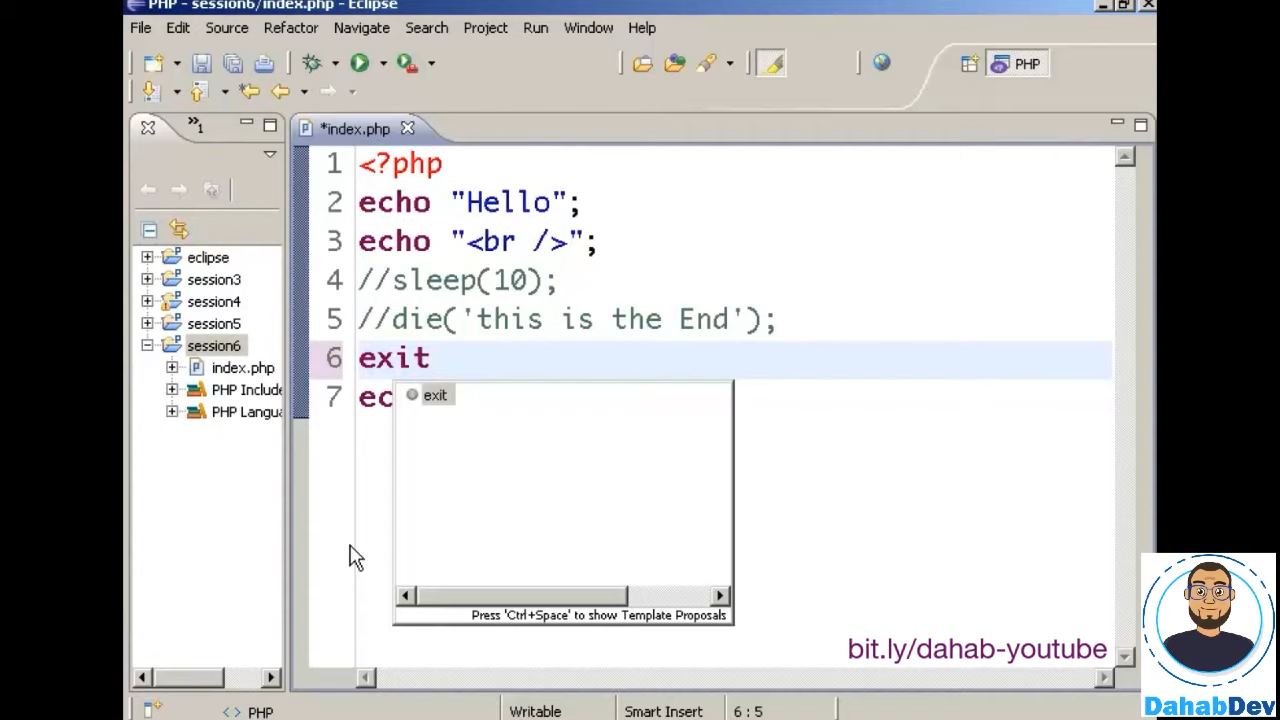 PHP - session6/index.php - Eclipse
File Edit Source Refactor Navigate Search Project Run Window Help
PHP
1
*index.php
1 <?php
2 echo "Hello";
3 echo "<br />";
4 //sleep(10);
5 //die('this is the End');
6 exit
7 ec
exit
Press 'Ctrl+Space' to show Template Proposals
eclipse
session3
session4
session5
session6
index.php
PHP Include
PHP Langua
bit.ly/dahab-youtube
DahabDev
<> PHP
Writable
Smart Insert
6 : 5